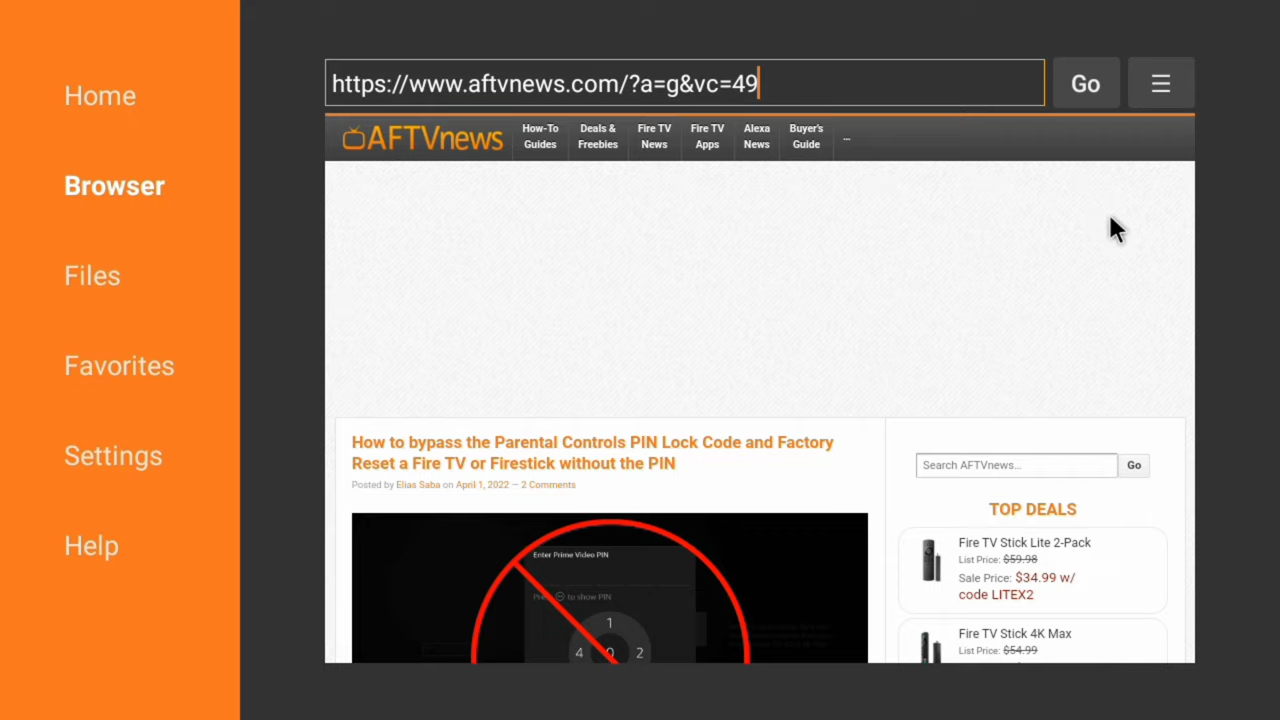 Home
Browser
Files
Favorites
Settings
Help
https://www.aftvnews.com/?a=g&vc=49
Go
☰
AFTVnews
How-To
Guides
Deals &
Freebies
Fire TV
News
Fire TV
Apps
Alexa
News
Buyer's
Guide
...
How to bypass the Parental Controls PIN Lock Code and Factory
Reset a Fire TV or Firestick without the PIN
Posted by Elias Saba on April 1, 2022 — 2 Comments
Enter Prime Video PIN
to show PIN
1
4 0 2
Search AFTVnews...
Go
TOP DEALS
Fire TV Stick Lite 2-Pack
List Price: $59.98
Sale Price: $34.99 w/
code LITEX2
Fire TV Stick 4K Max
List Price: $54.99